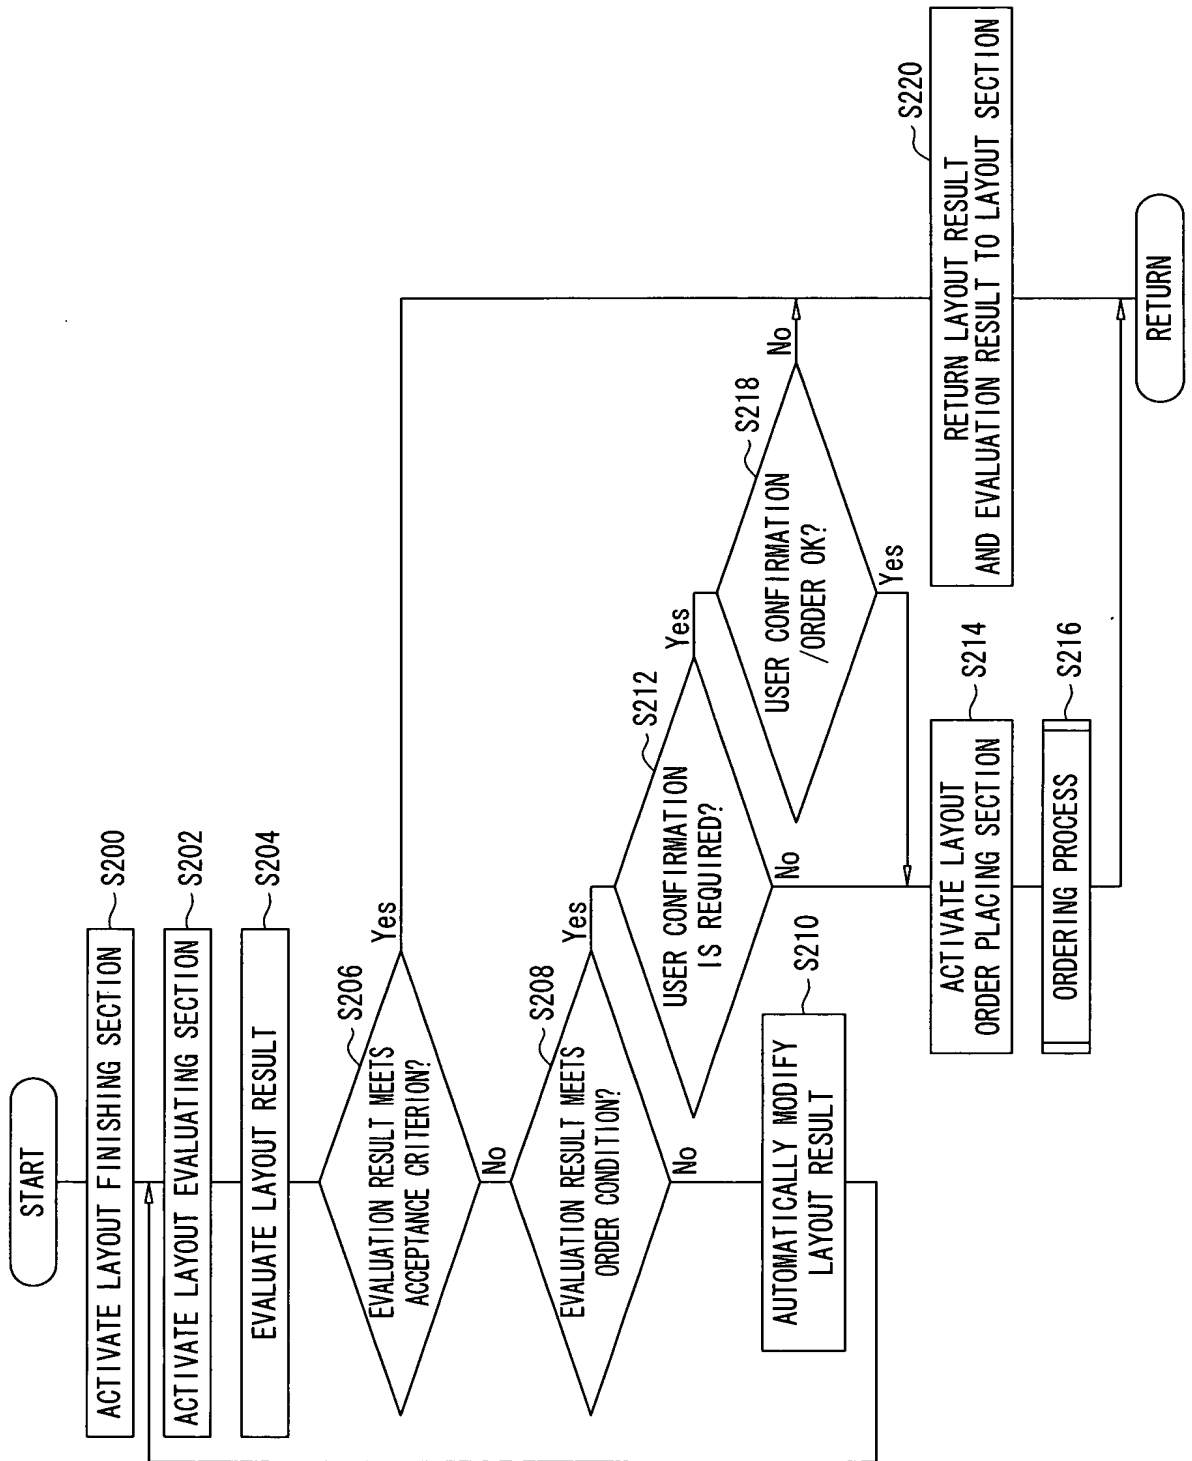 START
ACTIVATE LAYOUT FINISHING SECTION
S200
ACTIVATE LAYOUT EVALUATING SECTION
S202
EVALUATE LAYOUT RESULT
S204
EVALUATION RESULT MEETS
ACCEPTANCE CRITERION?
S206
Yes
No
EVALUATION RESULT MEETS
ORDER CONDITION?
S208
Yes
No
AUTOMATICALLY MODIFY
LAYOUT RESULT
S210
USER CONFIRMATION
IS REQUIRED?
S212
Yes
No
USER CONFIRMATION
/ORDER OK?
S218
No
Yes
ACTIVATE LAYOUT
ORDER PLACING SECTION
S214
ORDERING PROCESS
S216
RETURN LAYOUT RESULT
AND EVALUATION RESULT TO LAYOUT SECTION
S220
RETURN